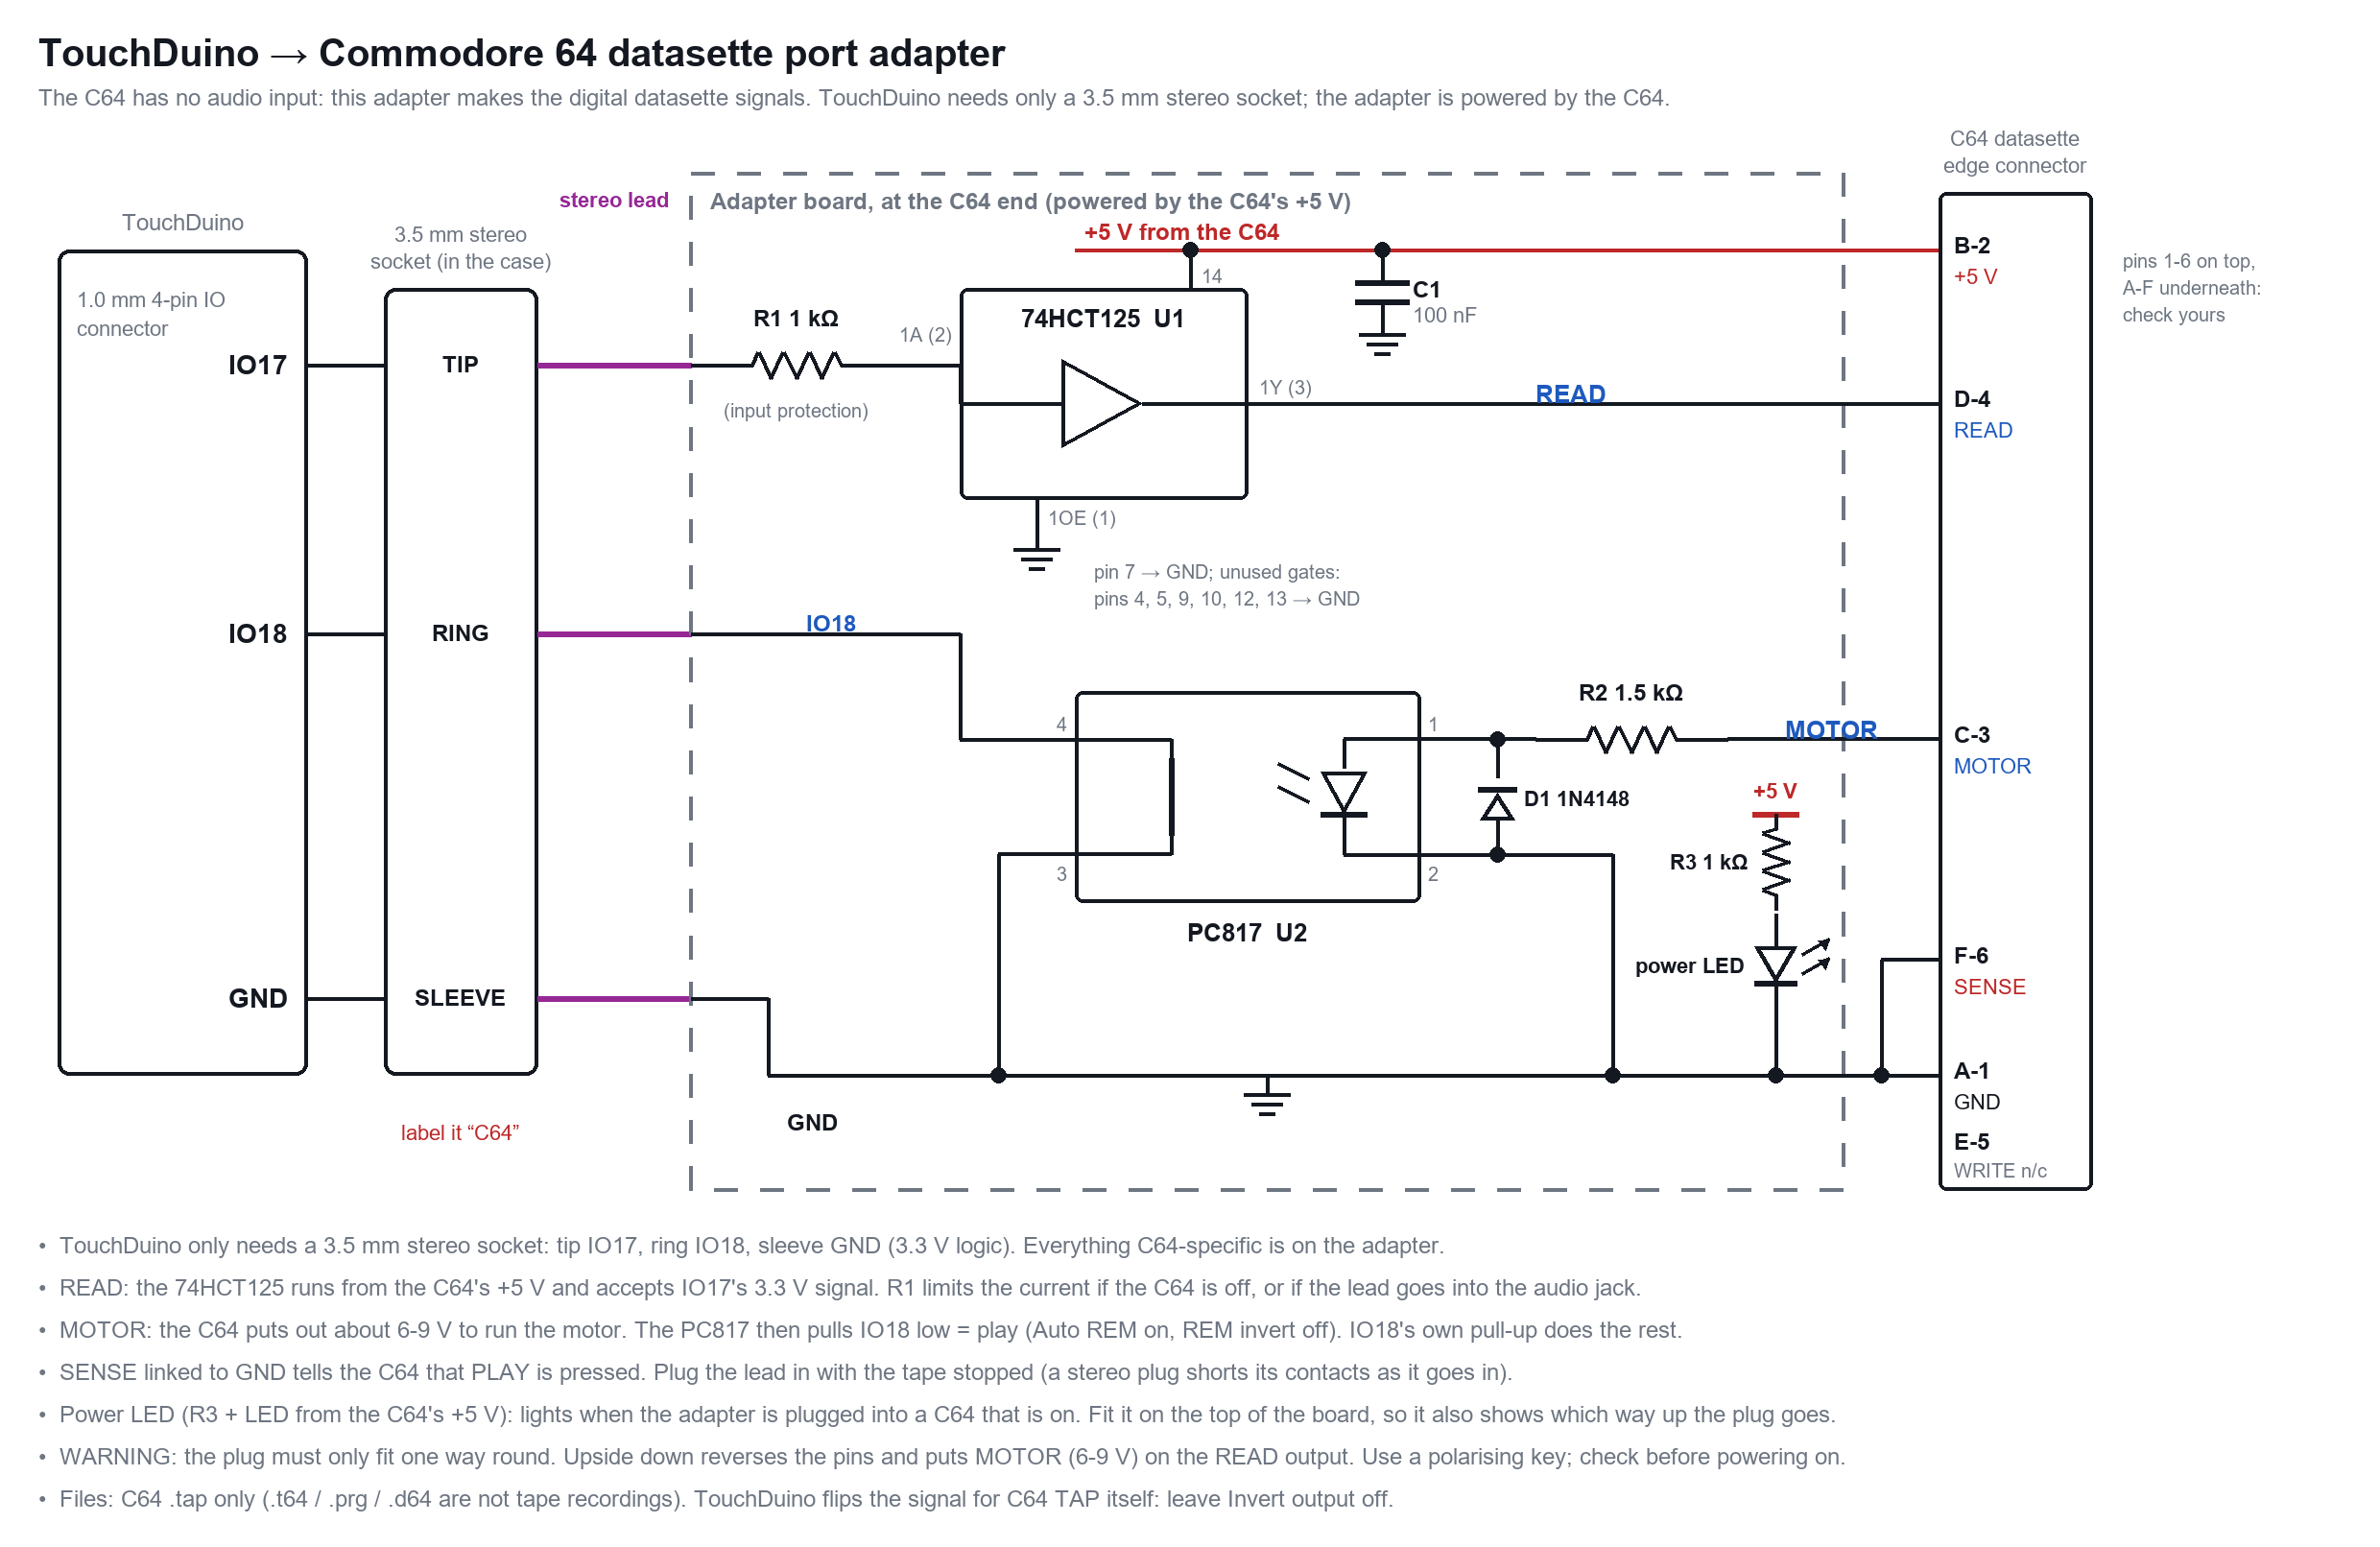 TouchDuino → Commodore 64 datasette port adapter
The C64 has no audio input: this adapter makes the digital datasette signals. TouchDuino needs only a 3.5 mm stereo socket; the adapter is powered by the C64.
C64 datasette
edge connector
stereo lead
Adapter board, at the C64 end (powered by the C64's +5 V)
TouchDuino
3.5 mm stereo
socket (in the case)
+5 V from the C64
B-2
+5 V
pins 1-6 on top,
A-F underneath:
check yours
1.0 mm 4-pin IO
connector
14
C1
100 nF
R1 1 kΩ
1A (2)
74HCT125 U1
IO17
TIP
(input protection)
1Y (3)
READ
D-4
READ
1OE (1)
pin 7 → GND; unused gates:
pins 4, 5, 9, 10, 12, 13 → GND
IO18
RING
IO18
R2 1.5 kΩ
4
1
MOTOR
C-3
MOTOR
D1 1N4148
+5 V
R3 1 kΩ
3
2
PC817 U2
power LED
F-6
SENSE
GND
SLEEVE
A-1
GND
GND
label it “C64”
E-5
WRITE n/c
• TouchDuino only needs a 3.5 mm stereo socket: tip IO17, ring IO18, sleeve GND (3.3 V logic). Everything C64-specific is on the adapter.
• READ: the 74HCT125 runs from the C64's +5 V and accepts IO17's 3.3 V signal. R1 limits the current if the C64 is off, or if the lead goes into the audio jack.
• MOTOR: the C64 puts out about 6-9 V to run the motor. The PC817 then pulls IO18 low = play (Auto REM on, REM invert off). IO18's own pull-up does the rest.
• SENSE linked to GND tells the C64 that PLAY is pressed. Plug the lead in with the tape stopped (a stereo plug shorts its contacts as it goes in).
• Power LED (R3 + LED from the C64's +5 V): lights when the adapter is plugged into a C64 that is on. Fit it on the top of the board, so it also shows which way up the plug goes.
• WARNING: the plug must only fit one way round. Upside down reverses the pins and puts MOTOR (6-9 V) on the READ output. Use a polarising key; check before powering on.
• Files: C64 .tap only (.t64 / .prg / .d64 are not tape recordings). TouchDuino flips the signal for C64 TAP itself: leave Invert output off.